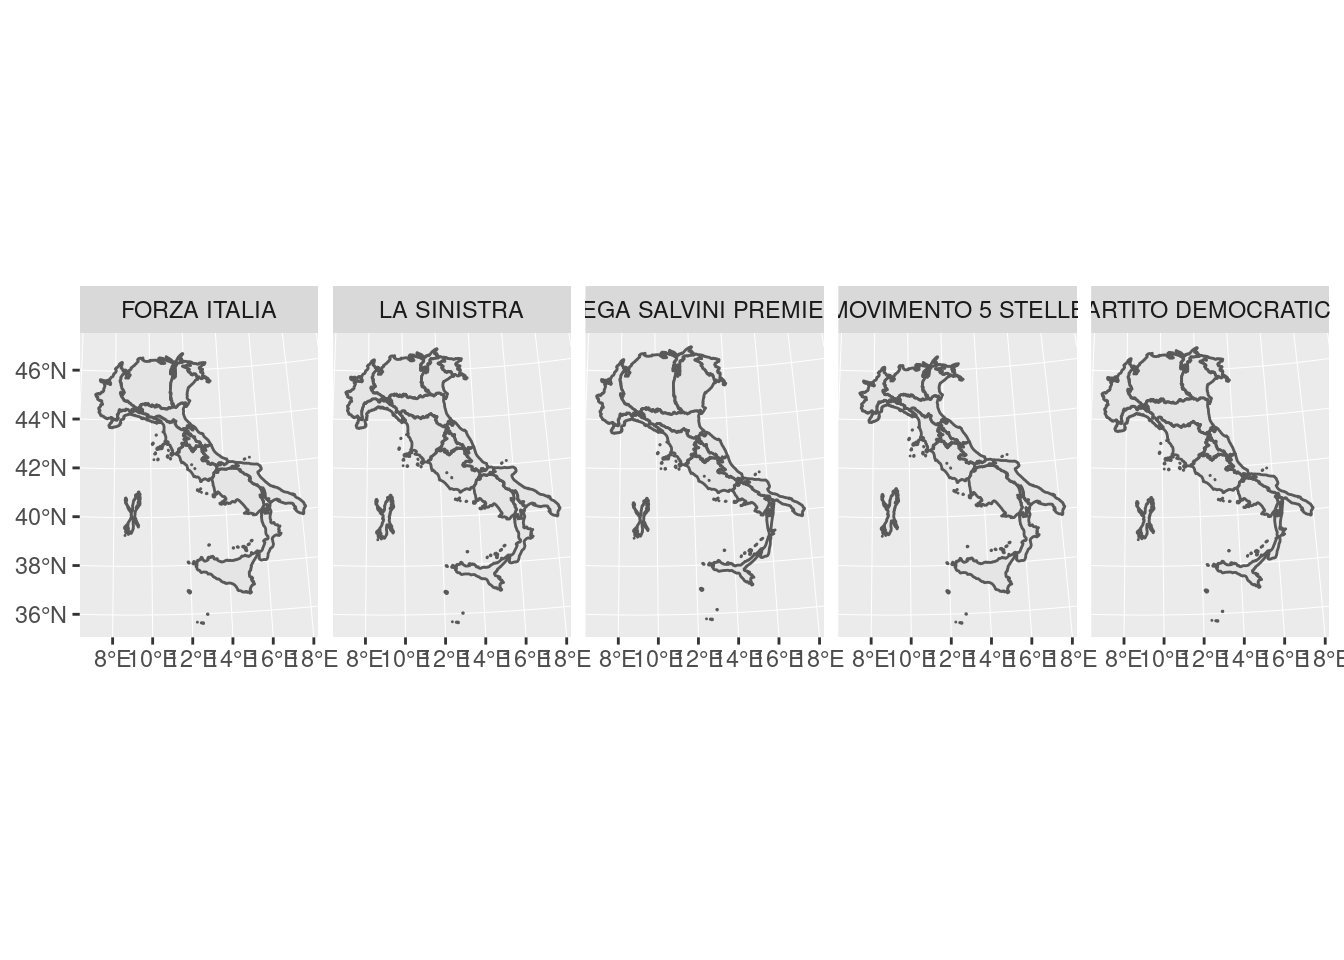 FORZA ITALIA
LA SINISTRA
EGA SALVINI PREMIE
MOVIMENTO 5 STELLE
ARTITO DEMOCRATIC
46°N
44°N
42°N
40°N
38°N
36°N
8°E 10°E 12°E 14°E 16°E 18°E
8°E 10°E 12°E 14°E 16°E 18°E
8°E 10°E 12°E 14°E 16°E 18°E
8°E 10°E 12°E 14°E 16°E 18°E
8°E 10°E 12°E 14°E 16°E 18°E